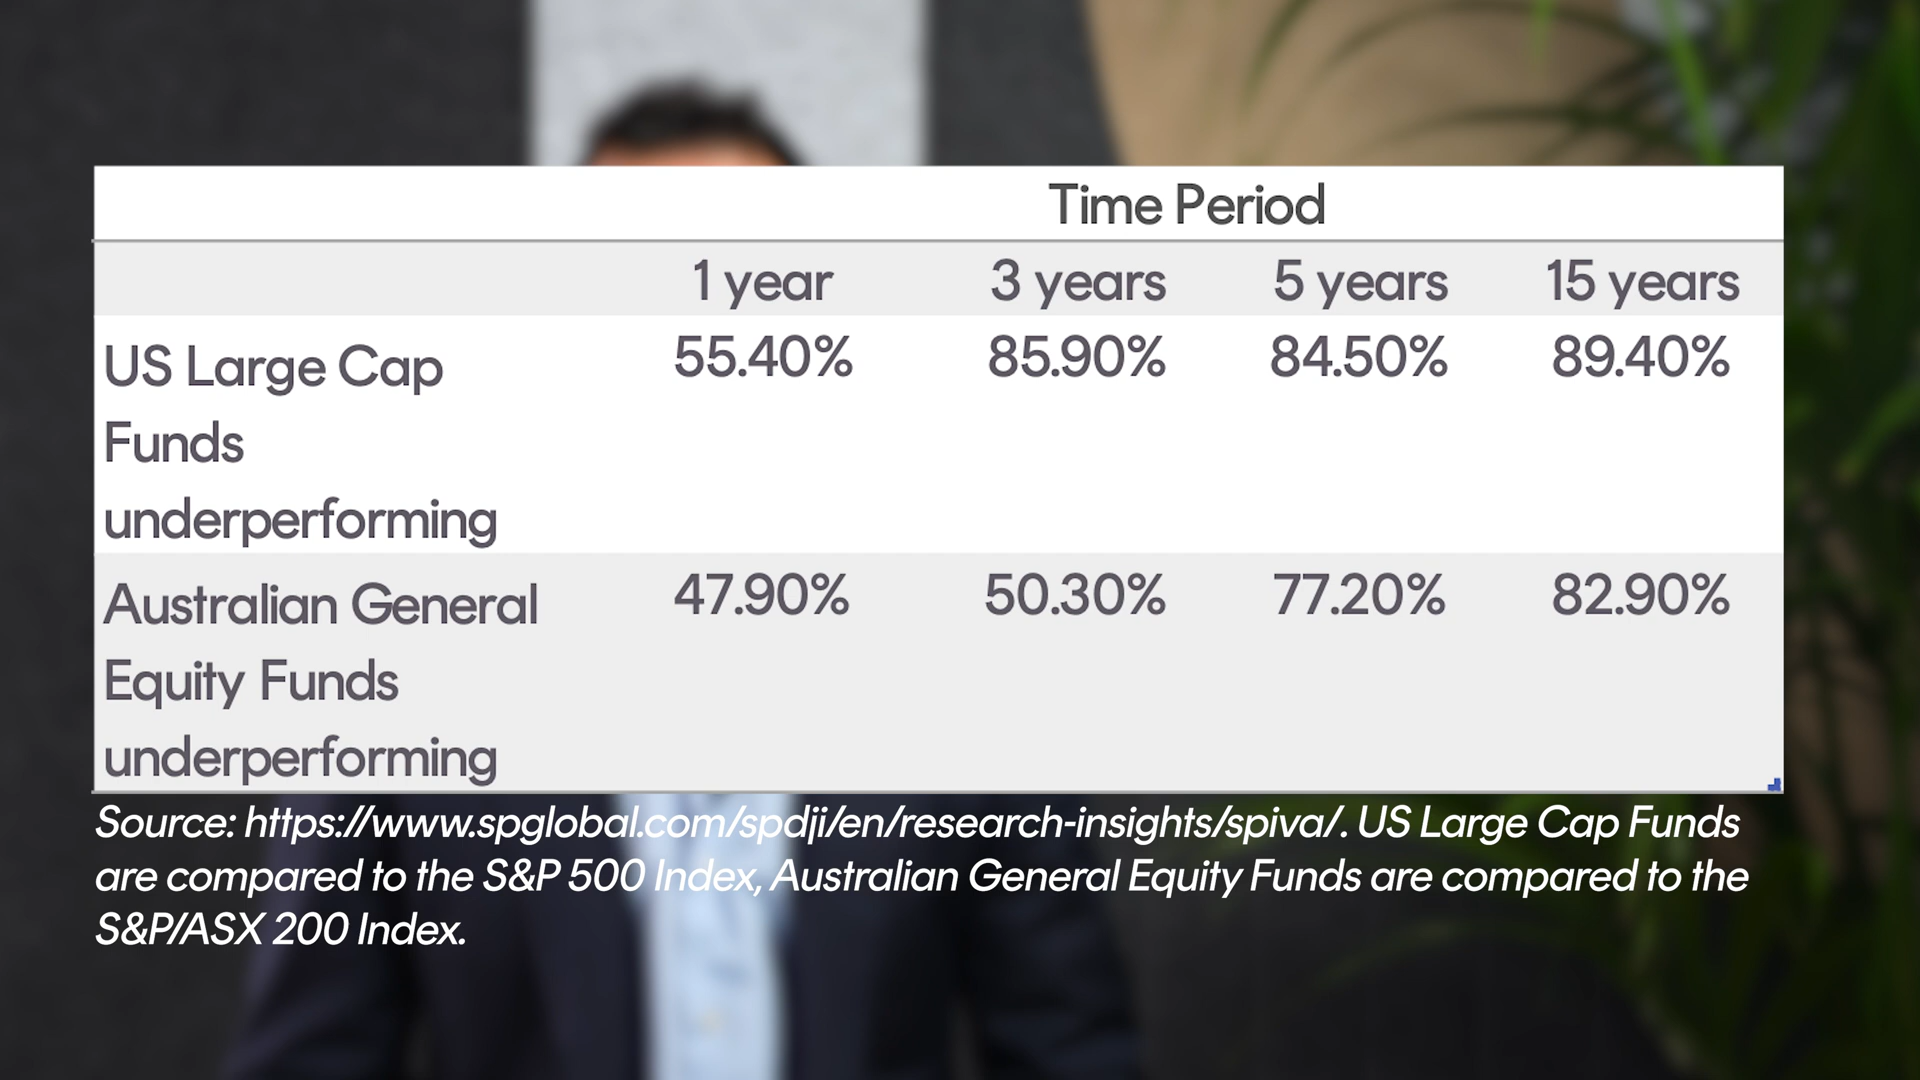 Time Period
1 year 3 years 5 years 15 years
US Large Cap 55.40% 85.90% 84.50% 89.40%
Funds
underperforming
Australian General 47.90% 50.30% 77.20% 82.90%
Equity Funds
underperforming
Source: https://www.spglobal.com/spdji/en/research-insights/spiva/. US Large Cap Funds
are compared to the S&P 500 Index, Australian General Equity Funds are compared to the
S&P/ASX 200 Index.